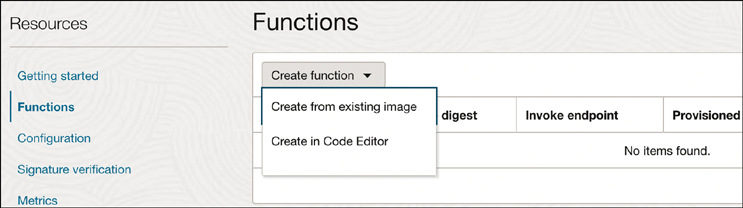 Resources
Functions
Getting started
Functions
Configuration
Signature verification
Metrics
Create function
Create from existing image
Create in Code Editor
digest Invoke endpoint Provisioned
No items found.